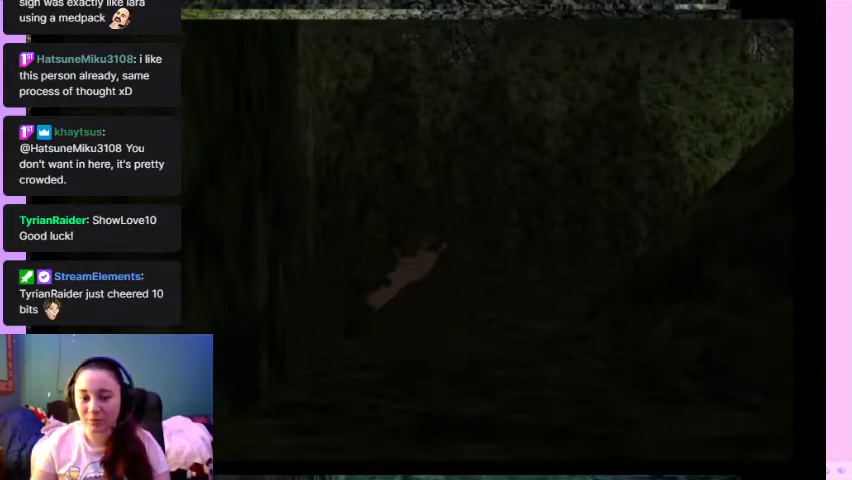 sigh was exactly like lara
using a medpack
HatsuneMiku3108: i like
this person already, same
process of thought xD
khaytsus:
@HatsuneMiku3108 You
don't want in here, it's pretty
crowded.
TyrianRaider: ShowLove10
Good luck!
StreamElements:
TyrianRaider just cheered 10
bits